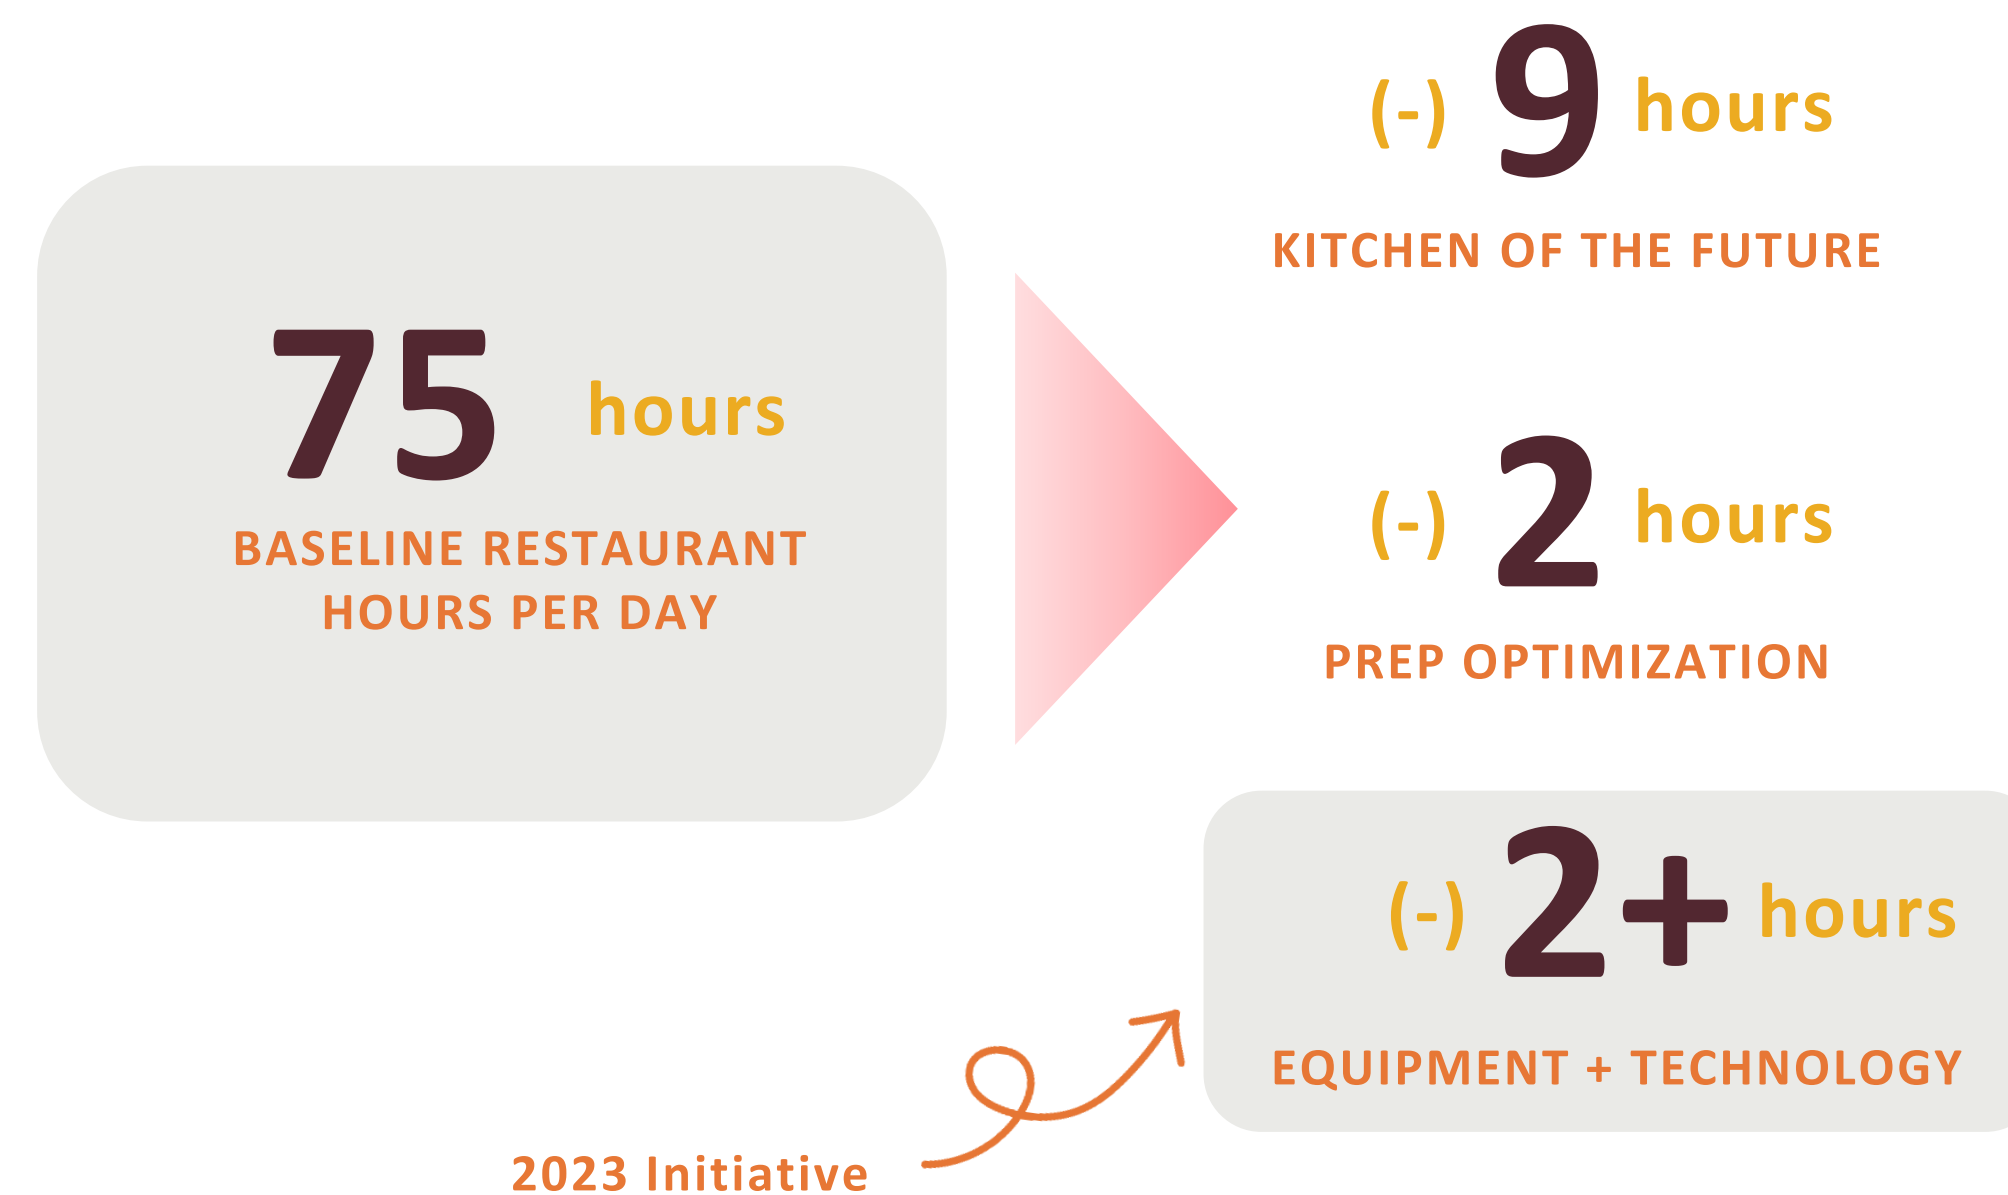 75 hours
BASELINE RESTAURANT
HOURS PER DAY
(-) 9 hours
KITCHEN OF THE FUTURE
(-) 2 hours
PREP OPTIMIZATION
(-) 2+ hours
EQUIPMENT + TECHNOLOGY
2023 Initiative